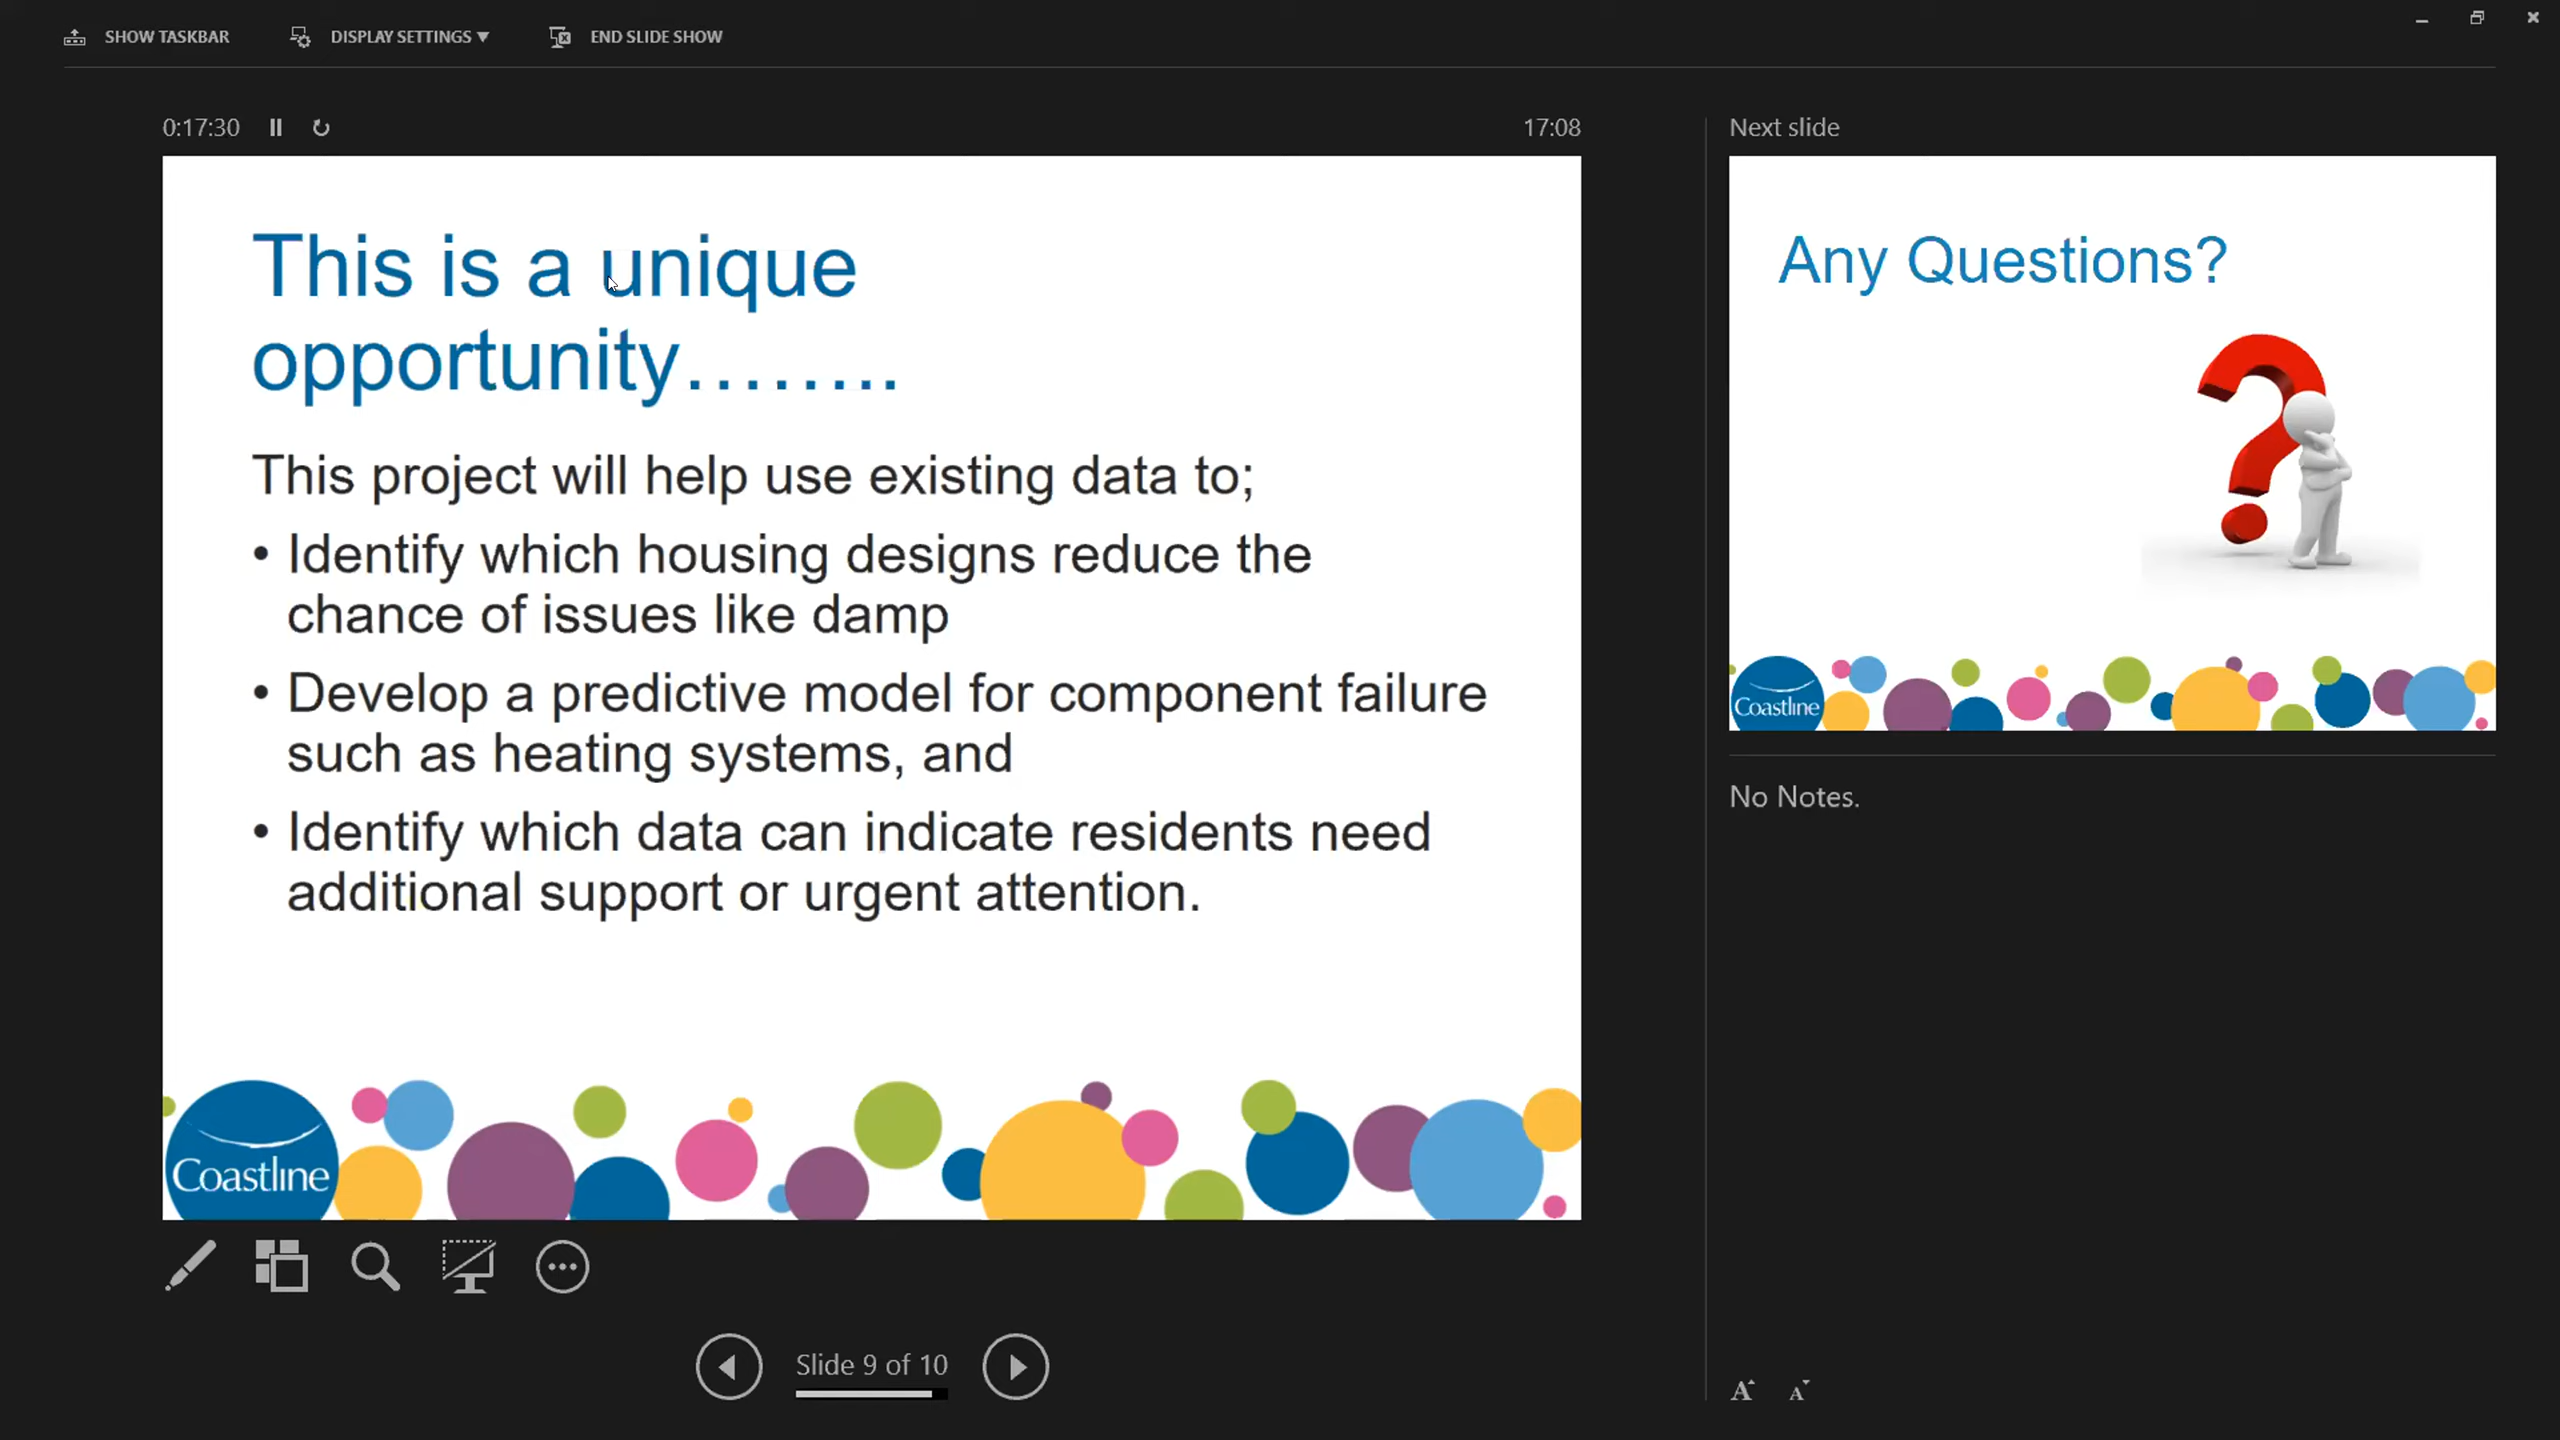 SHOW TASKBAR
DISPLAY SETTINGS ▼
END SLIDE SHOW
0:17:30
17:08
Next slide
This is a unique
opportunity……..
This project will help use existing data to;
• Identify which housing designs reduce the
chance of issues like damp
• Develop a predictive model for component failure
such as heating systems, and
• Identify which data can indicate residents need
additional support or urgent attention.
Coastline
Any Questions?
Coastline
No Notes.
Slide 9 of 10
A A